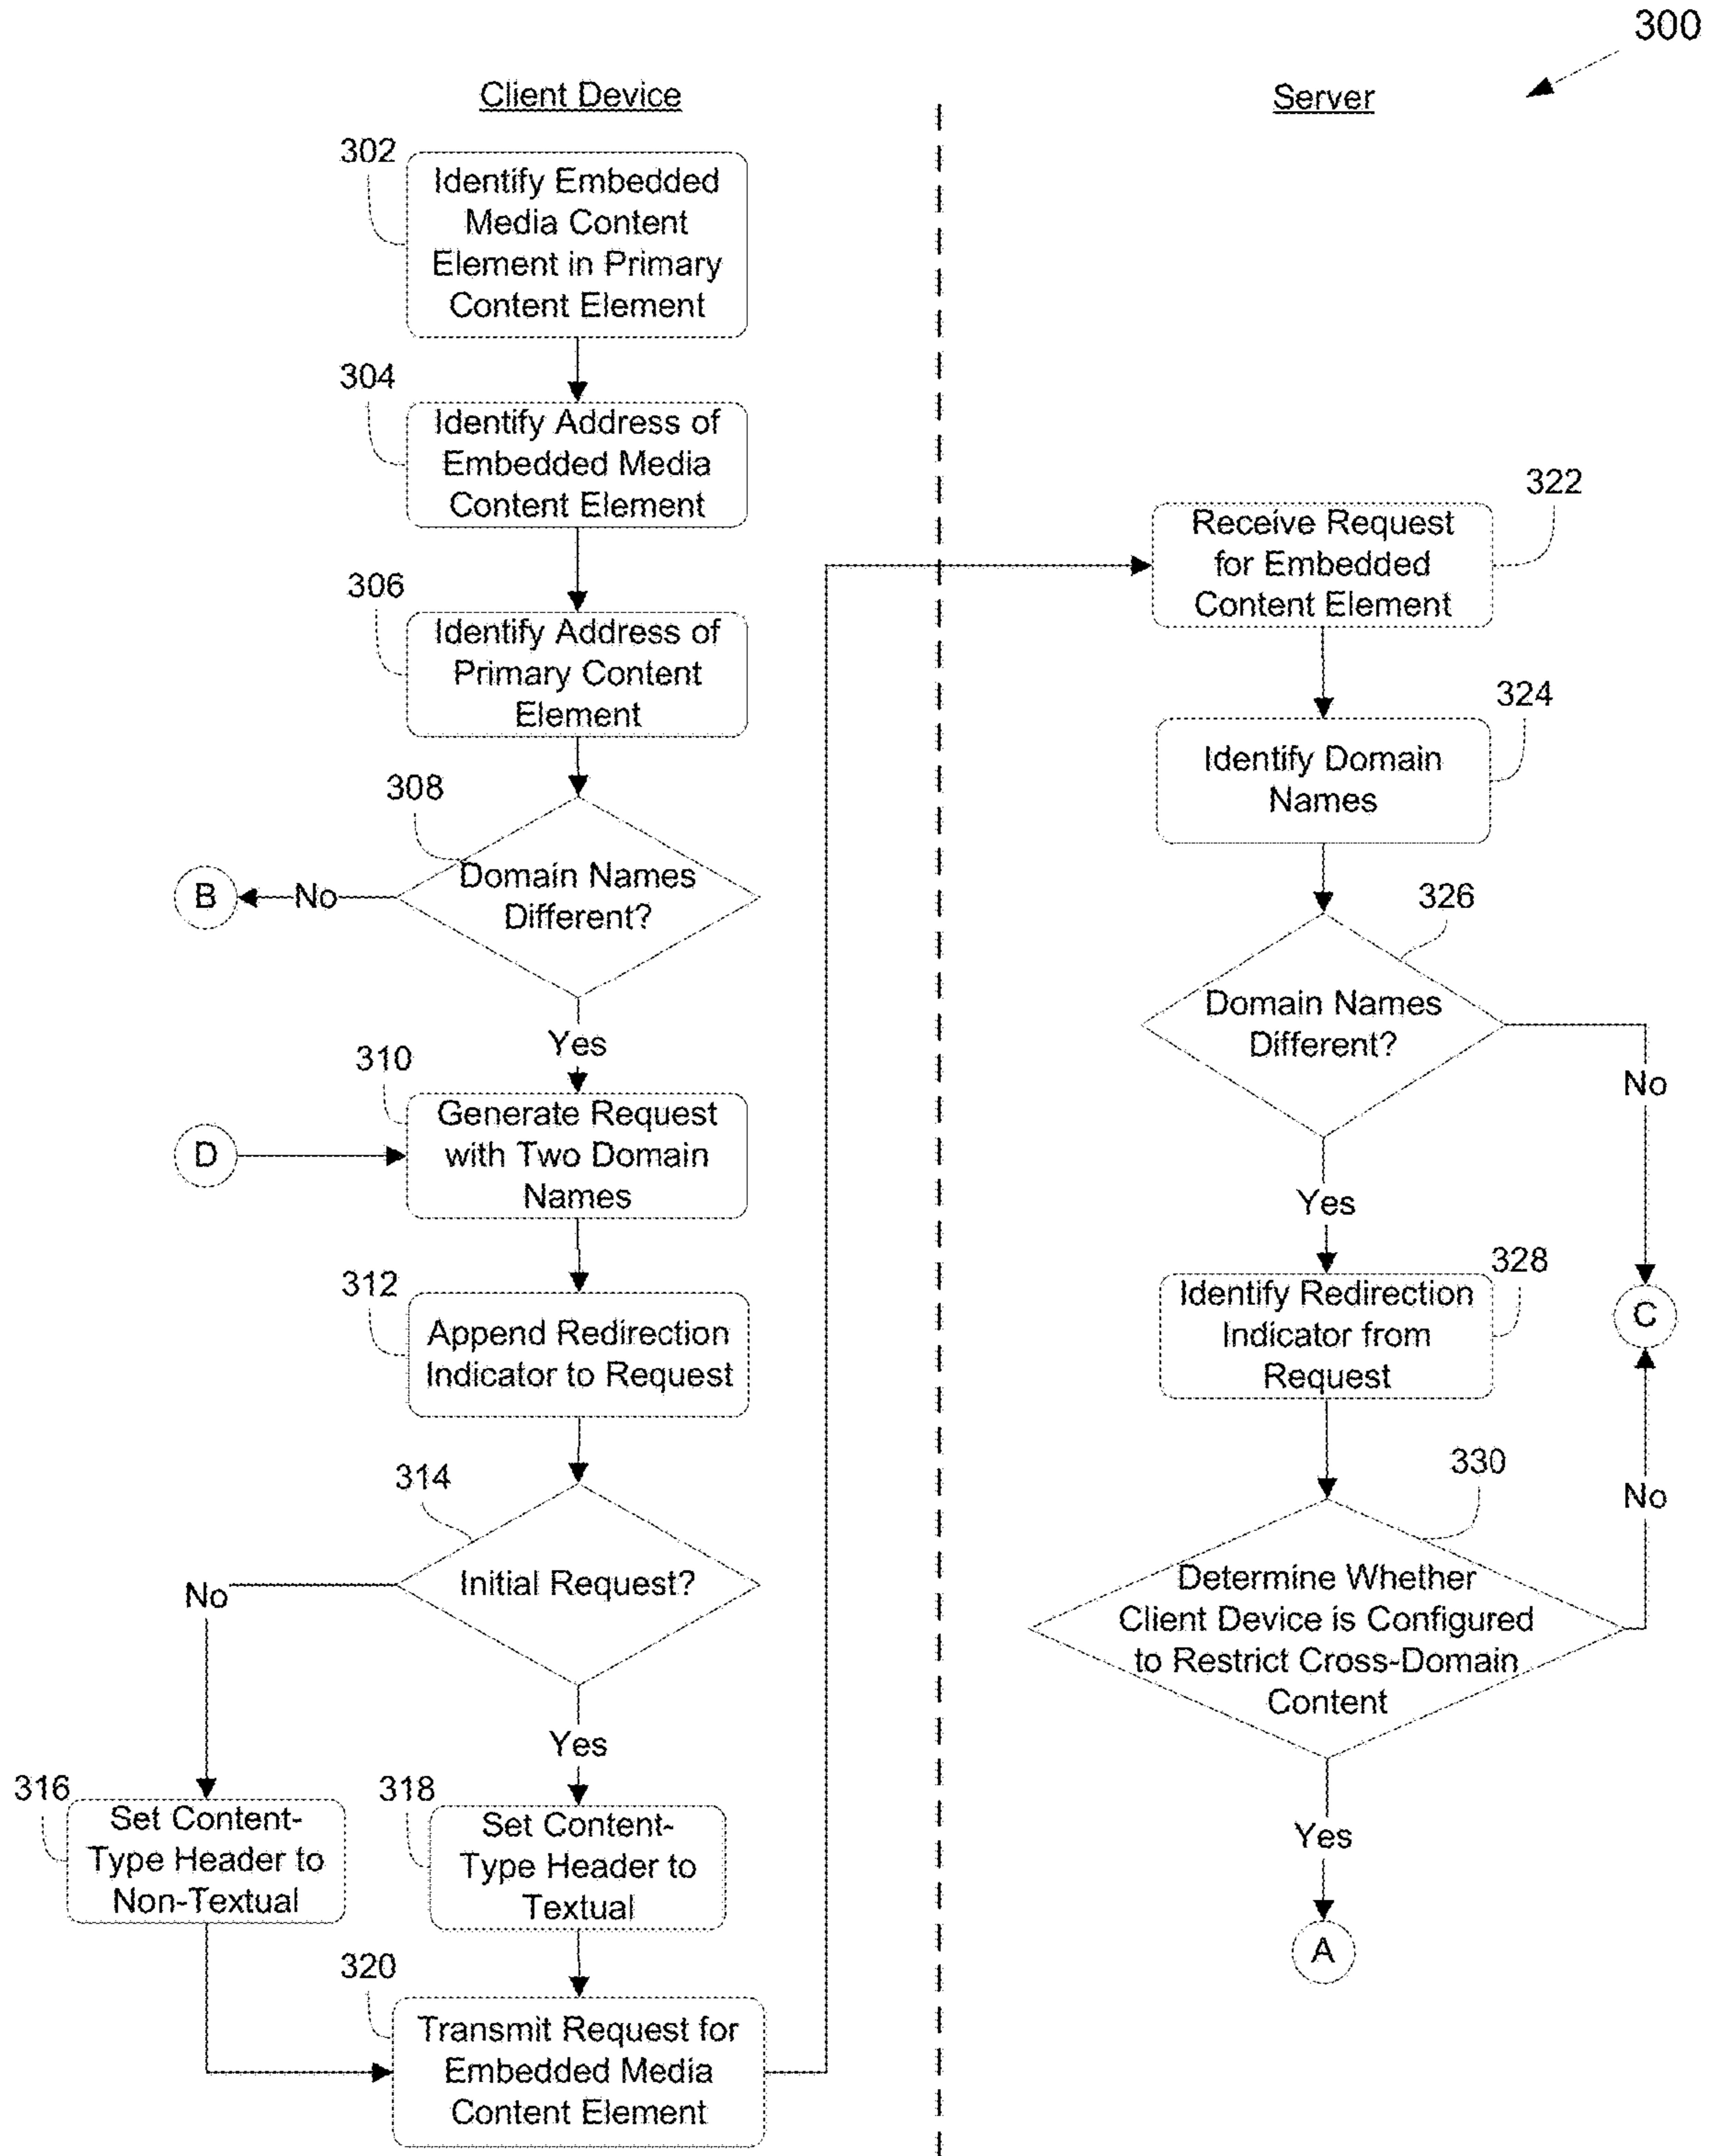 300
Client Device
Server
302
Identify Embedded
Media Content
Element in Primary
Content Element
304
Identify Address of
Embedded Media
Content Element
306
Identify Address of
Primary Content
Element
308
Domain Names
Different?
No
B
Yes
310
Generate Request
with Two Domain
Names
D
312
Append Redirection
Indicator to Request
314
Initial Request?
No
Yes
316
Set Content-
Type Header to
Non-Textual
318
Set Content-
Type Header to
Textual
320
Transmit Request for
Embedded Media
Content Element
322
Receive Request
for Embedded
Content Element
324
Identify Domain
Names
326
Domain Names
Different?
No
Yes
328
Identify Redirection
Indicator from
Request
C
330
No
Determine Whether
Client Device is Configured
to Restrict Cross-Domain
Content
Yes
A